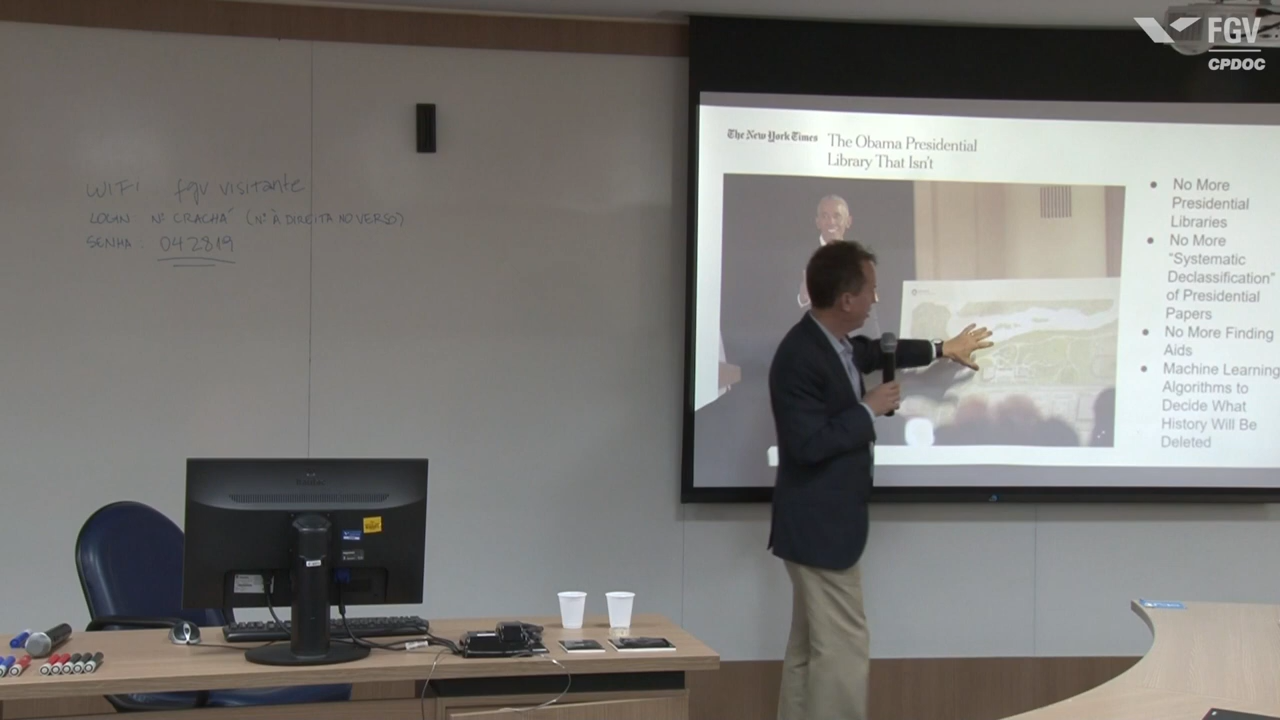 FGV
CPDOC
WIFI fgv visitante
LOGIN Nº CRACHÁ (Nº À DIREITA NO VERSO)
SENHA: 042819
The New York Times
The Obama Presidential
Library That Isn't
• No More
Presidential
Libraries
• No More
"Systematic
Declassification"
of Presidential
Papers
• No More Finding
Aids
• Machine Learning
Algorithms to
Decide What
History Will Be
Deleted